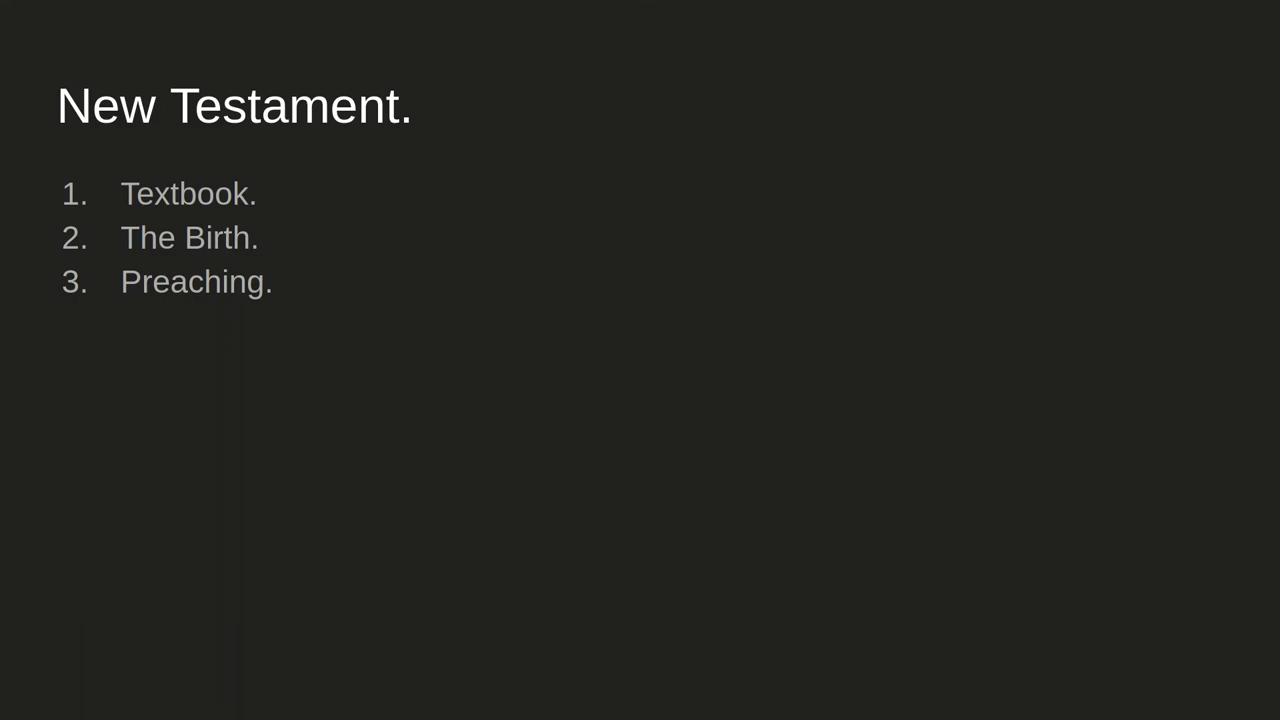 New Testament.
1. Textbook.
2. The Birth.
3. Preaching.